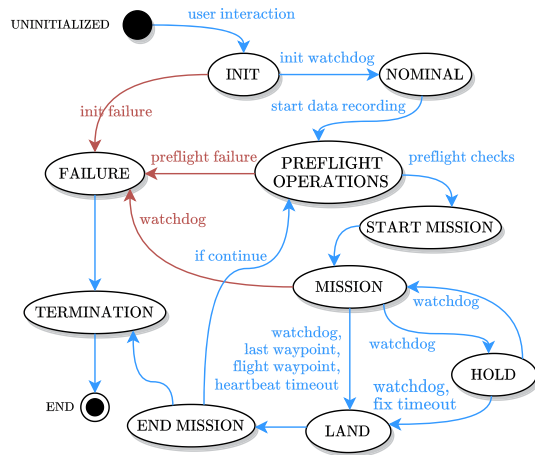 user interaction
UNINITIALIZED
init watchdog
INIT
NOMINAL
start data recording
init failure
preflight failure
PREFLIGHT
OPERATIONS
preflight checks
FAILURE
watchdog
START MISSION
if continue
MISSION
watchdog
TERMINATION
watchdog,
last waypoint,
flight waypoint,
heartbeat timeout
watchdog
HOLD
watchdog,
fix timeout
END
END MISSION
LAND